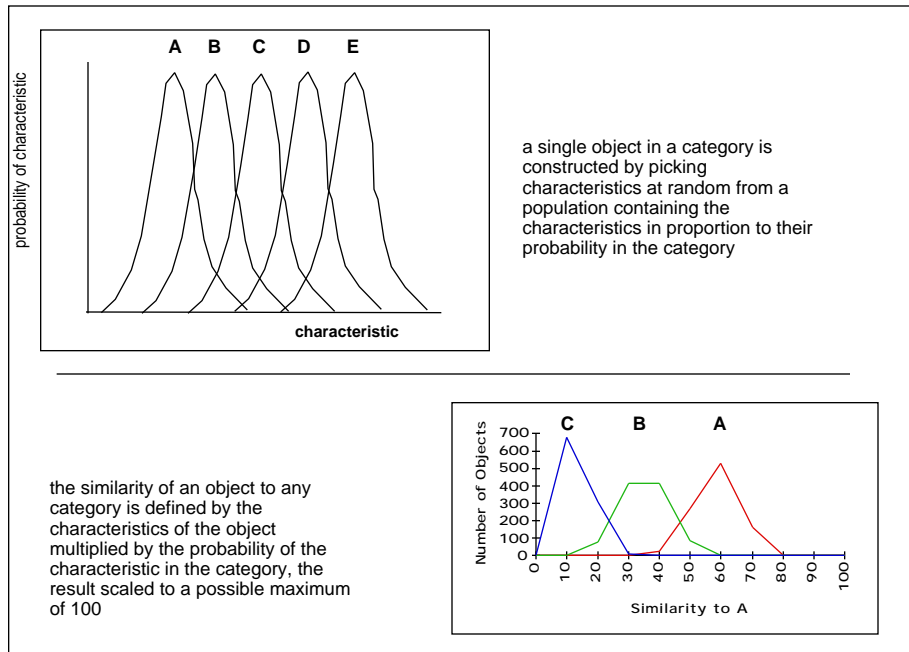 A B C D E
probability of characteristic
characteristic
a single object in a category is
constructed by picking
characteristics at random from a
population containing the
characteristics in proportion to their
probability in the category
the similarity of an object to any
category is defined by the
characteristics of the object
multiplied by the probability of the
characteristic in the category, the
result scaled to a possible maximum
of 100
C B A
Number of Objects
700
600
500
400
300
200
100
0
0 10 20 30 40 50 60 70 80 90 100
Similarity to A